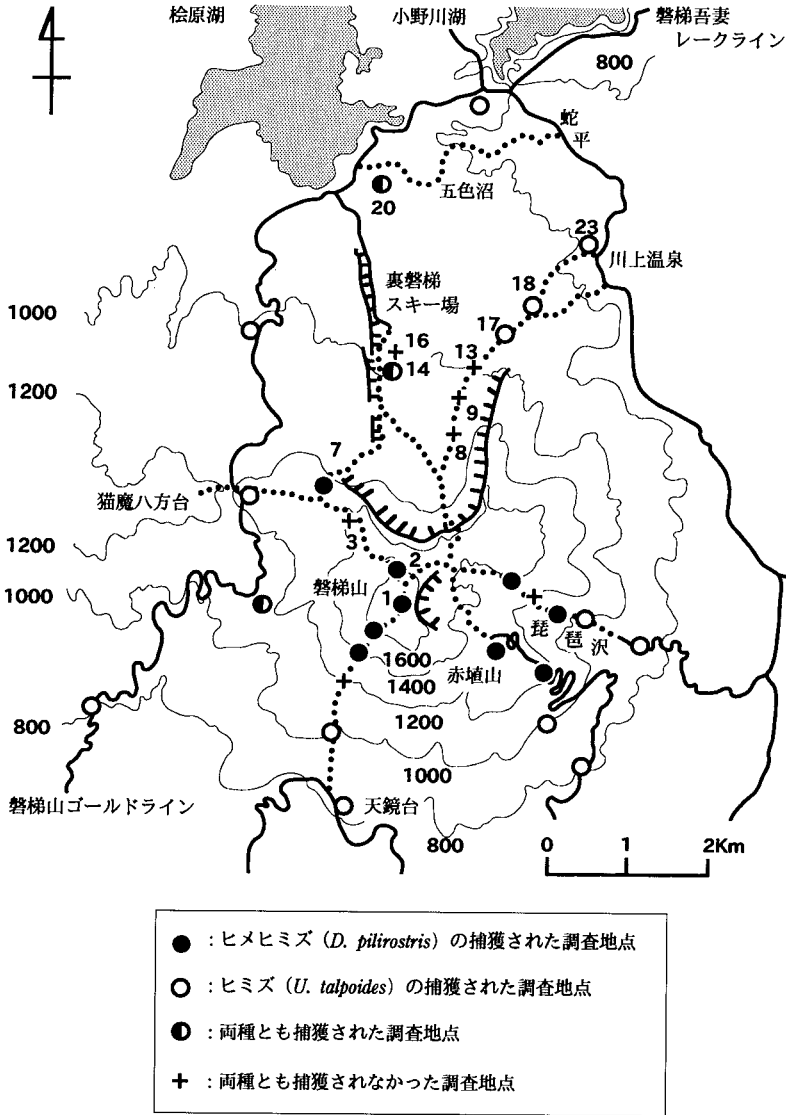 桧原湖
小野川湖
磐梯吾妻
レークライン
800
蛇
平
五色沼
20
23
川上温泉
裏磐梯
スキー場
18
1000
17
16
13
14
1200
9
7
8
猫魔八方台
3
1200
2
磐梯山
1000
1
琵
琶
沢
1600
赤埴山
1400
800
1200
1000
磐梯山ゴールドライン
天鏡台
800
0 1 2Km
● : ヒメヒミズ (D. pilirostris) の捕獲された調査地点
○ : ヒミズ (U. talpoides) の捕獲された調査地点
◐ : 両種とも捕獲された調査地点
+ : 両種とも捕獲されなかった調査地点